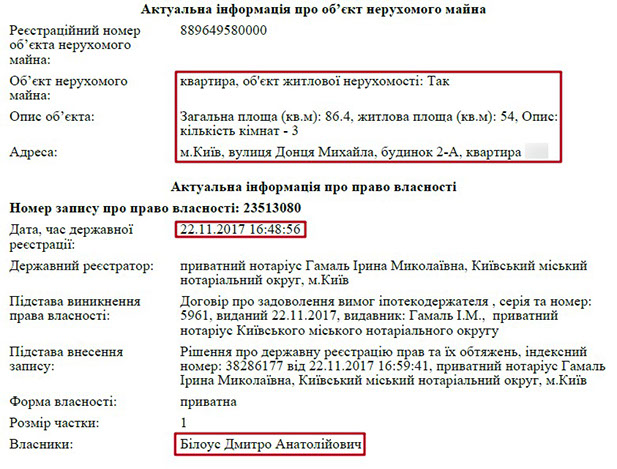 Актуальна інформація про об’єкт нерухомого майна
Реєстраційний номер 889649580000
об’єкта нерухомого
майна:
Об’єкт нерухомого квартира, об'єкт житлової нерухомості: Так
майна:
Опис об’єкта: Загальна площа (кв.м): 86.4, житлова площа (кв.м): 54, Опис:
кількість кімнат - 3
Адреса: м.Київ, вулиця Донця Михайла, будинок 2-А, квартира
Актуальна інформація про право власності
Номер запису про право власності: 23513080
Дата, час державної 22.11.2017 16:48:56
реєстрації:
Державний реєстратор: приватний нотаріус Гамаль Ірина Миколаївна, Київський міський
нотаріальний округ, м.Київ
Підстава виникнення Договір про задоволення вимог іпотекодержателя , серія та номер:
права власності: 5961, виданий 22.11.2017, видавник: Гамаль І.М., приватний
нотаріус Київського міського нотаріального округу
Підстава внесення Рішення про державну реєстрацію прав та їх обтяжень, індексний
запису: номер: 38286177 від 22.11.2017 16:59:41, приватний нотаріус Гамаль
Ірина Миколаївна, Київський міський нотаріальний округ, м.Київ
Форма власності: приватна
Розмір частки: 1
Власники: Білоус Дмитро Анатолійович